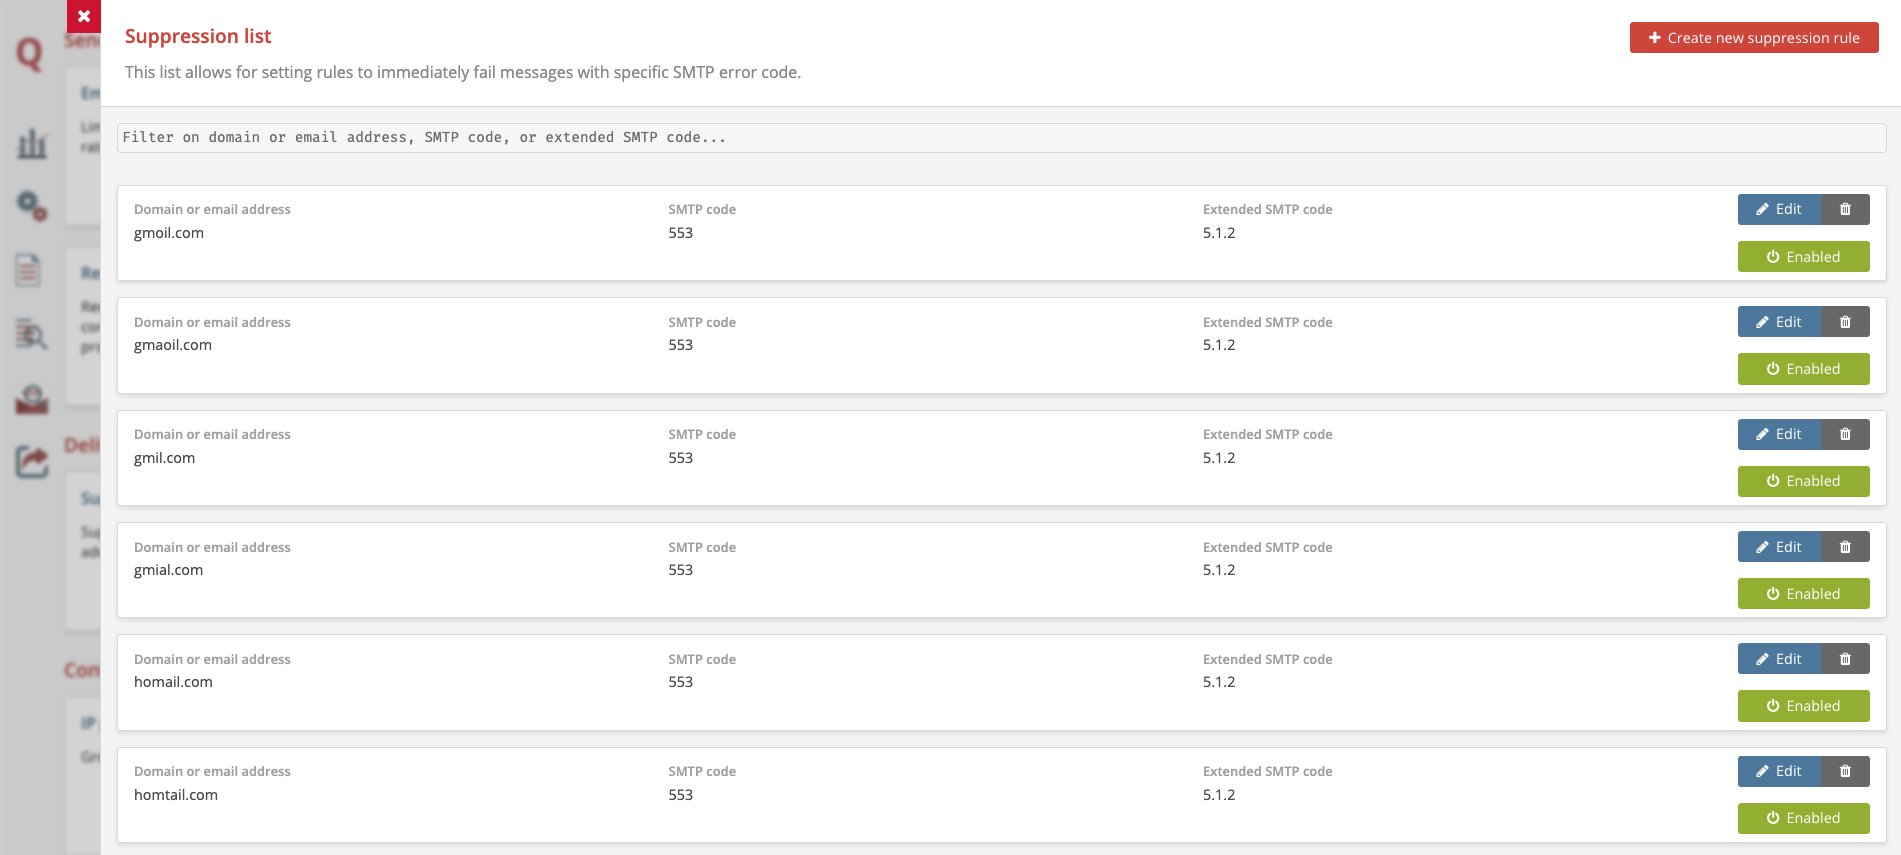 Suppression list
Create new suppression rule
This list allows for setting rules to immediately fail messages with specific SMTP error code.
Filter on domain or email address, SMTP code, or extended SMTP code...
Domain or email address SMTP code Extended SMTP code Edit
gmoil.com 553 5.1.2
Enabled
Domain or email address SMTP code Extended SMTP code Edit
gmaoil.com 553 5.1.2
Enabled
Domain or email address SMTP code Extended SMTP code Edit
gmil.com 553 5.1.2
Enabled
Domain or email address SMTP code Extended SMTP code Edit
gmial.com 553 5.1.2
Enabled
Domain or email address SMTP code Extended SMTP code Edit
homail.com 553 5.1.2
Enabled
Domain or email address SMTP code Extended SMTP code Edit
homtail.com 553 5.1.2
Enabled